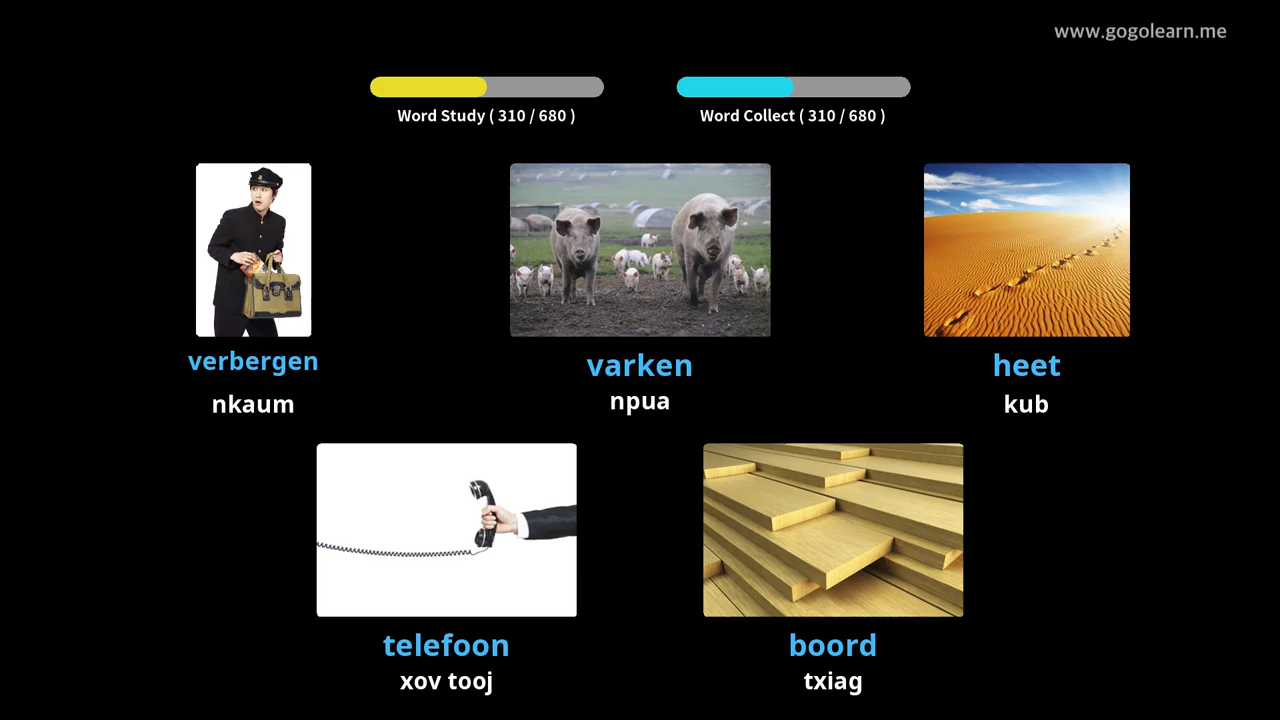 www.gogolearn.me
Word Study ( 310 / 680 )
Word Collect ( 310 / 680 )
verbergen
nkaum
varken
npua
heet
kub
telefoon
xov tooj
boord
txiag